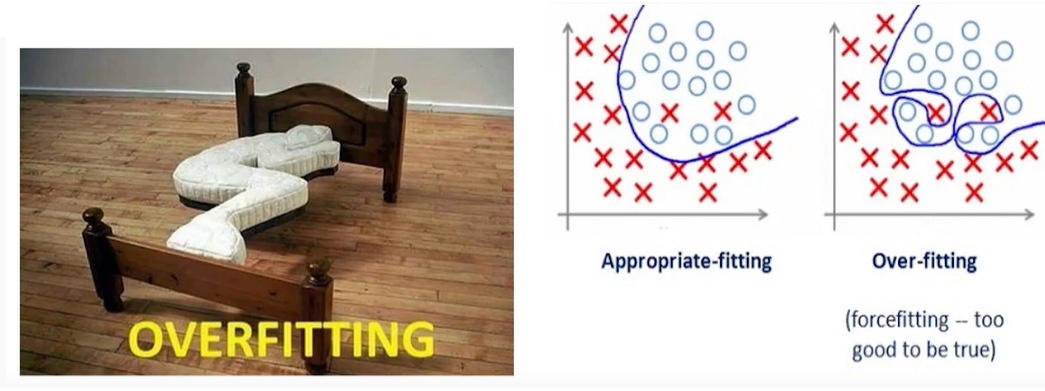 OVERFITTING
Appropriate-fitting
Over-fitting
(forcefitting -- too
good to be true)